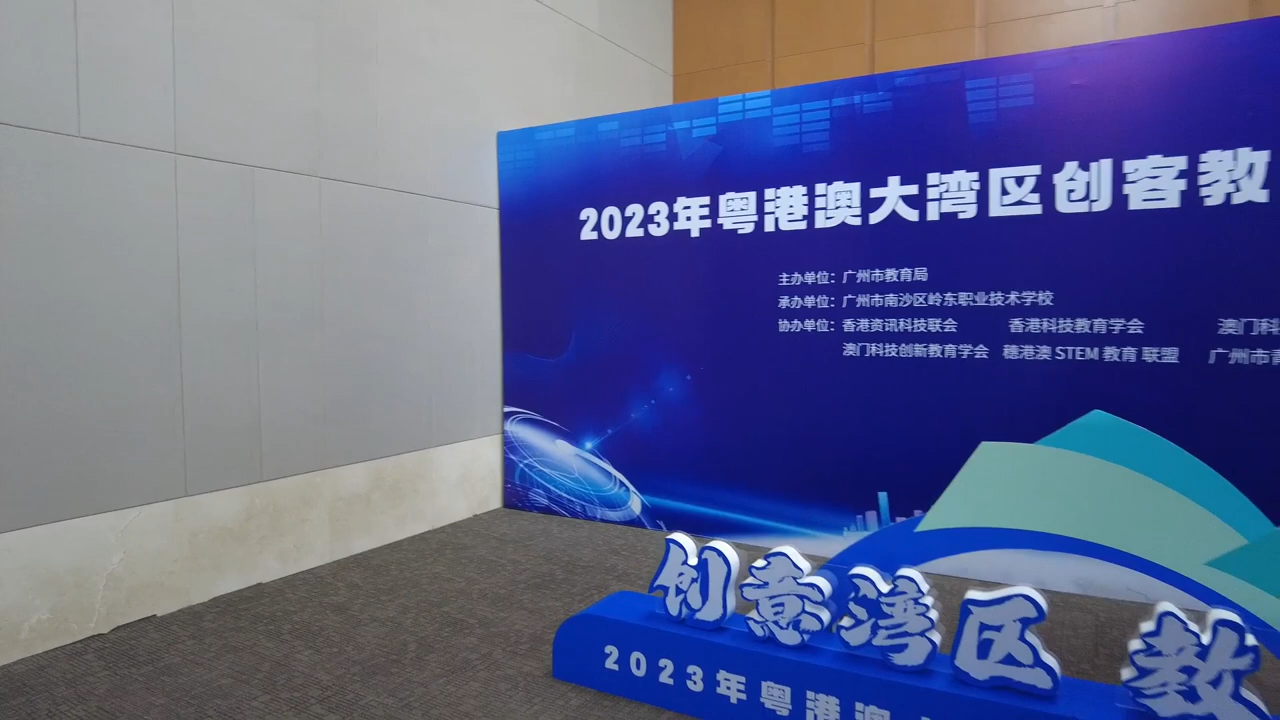 2023年粤港澳大湾区创客教
主办单位：广州市教育局
承办单位：广州市南沙区岭东职业技术学校
协办单位：香港资讯科技联会 香港科技教育学会 澳门科
澳门科技创新教育学会 穗港澳 STEM 教育 联盟 广州市青
创意湾区 教
2023年粤港澳